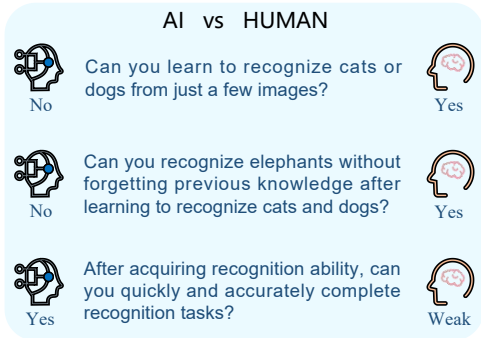 AI vs HUMAN
Can you learn to recognize cats or
dogs from just a few images?
No
Yes
Can you recognize elephants without
forgetting previous knowledge after
learning to recognize cats and dogs?
No
Yes
After acquiring recognition ability, can
you quickly and accurately complete
recognition tasks?
Yes
Weak